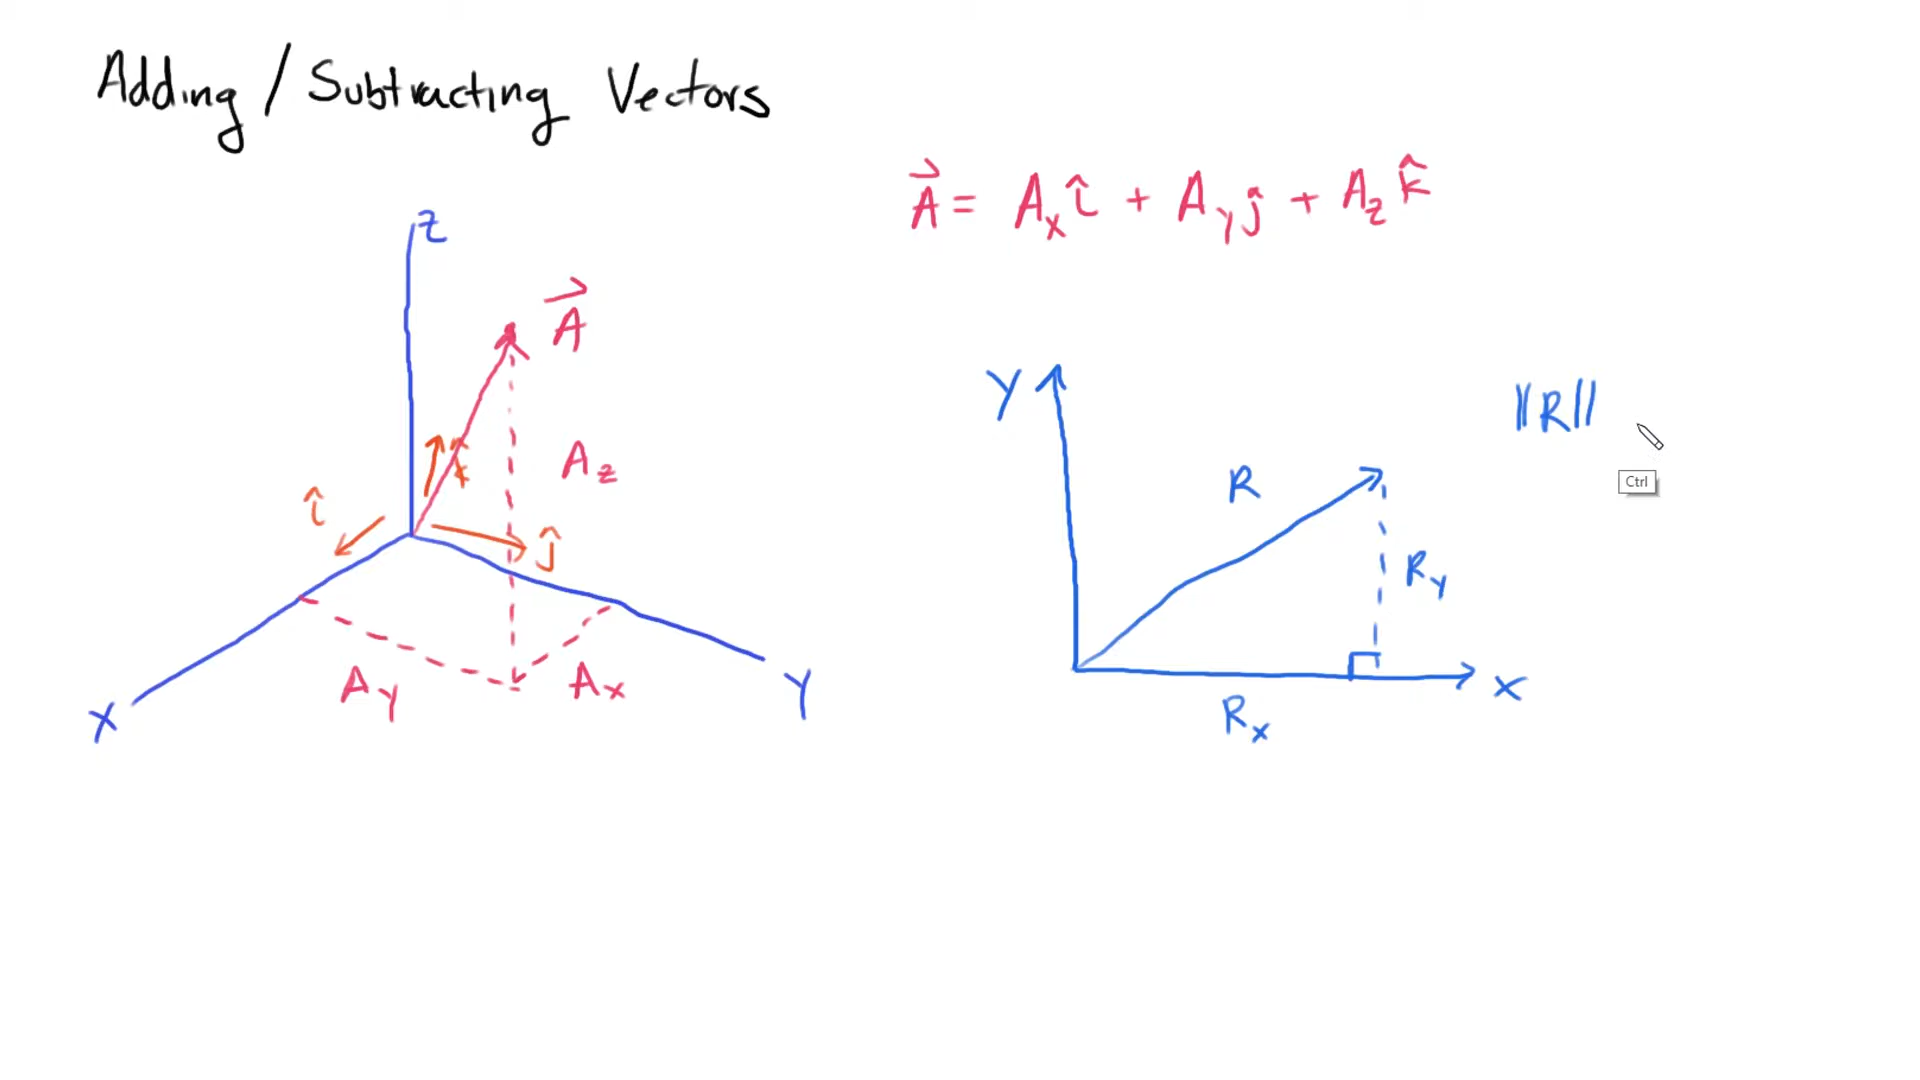 Adding / Subtracting Vectors
A⃗ = Aₓî + Aᵧĵ + A_z k̂
z
A⃗
k̂
A_z
î
ĵ
A_y
A_x
X
Y
Y
R
R_y
R_x
X
||R||
Ctrl